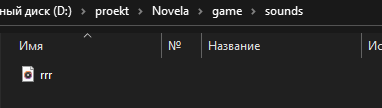 ный диск (D:) > proekt > Novela > game > sounds
Имя № Название Ис
rrr